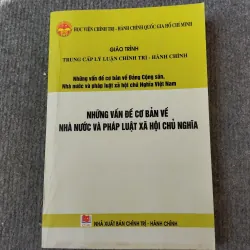 HỌC VIỆN CHÍNH TRỊ - HÀNH CHÍNH QUỐC GIA HỒ CHÍ MINH
GIÁO TRÌNH
TRUNG CẤP LÝ LUẬN CHÍNH TRỊ - HÀNH CHÍNH
Những vấn đề cơ bản về Đảng Cộng sản,
Nhà nước và pháp luật xã hội chủ nghĩa Việt Nam
NHỮNG VẤN ĐỀ CƠ BẢN VỀ
NHÀ NƯỚC VÀ PHÁP LUẬT XÃ HỘI CHỦ NGHĨA
NHÀ XUẤT BẢN CHÍNH TRỊ - HÀNH CHÍNH